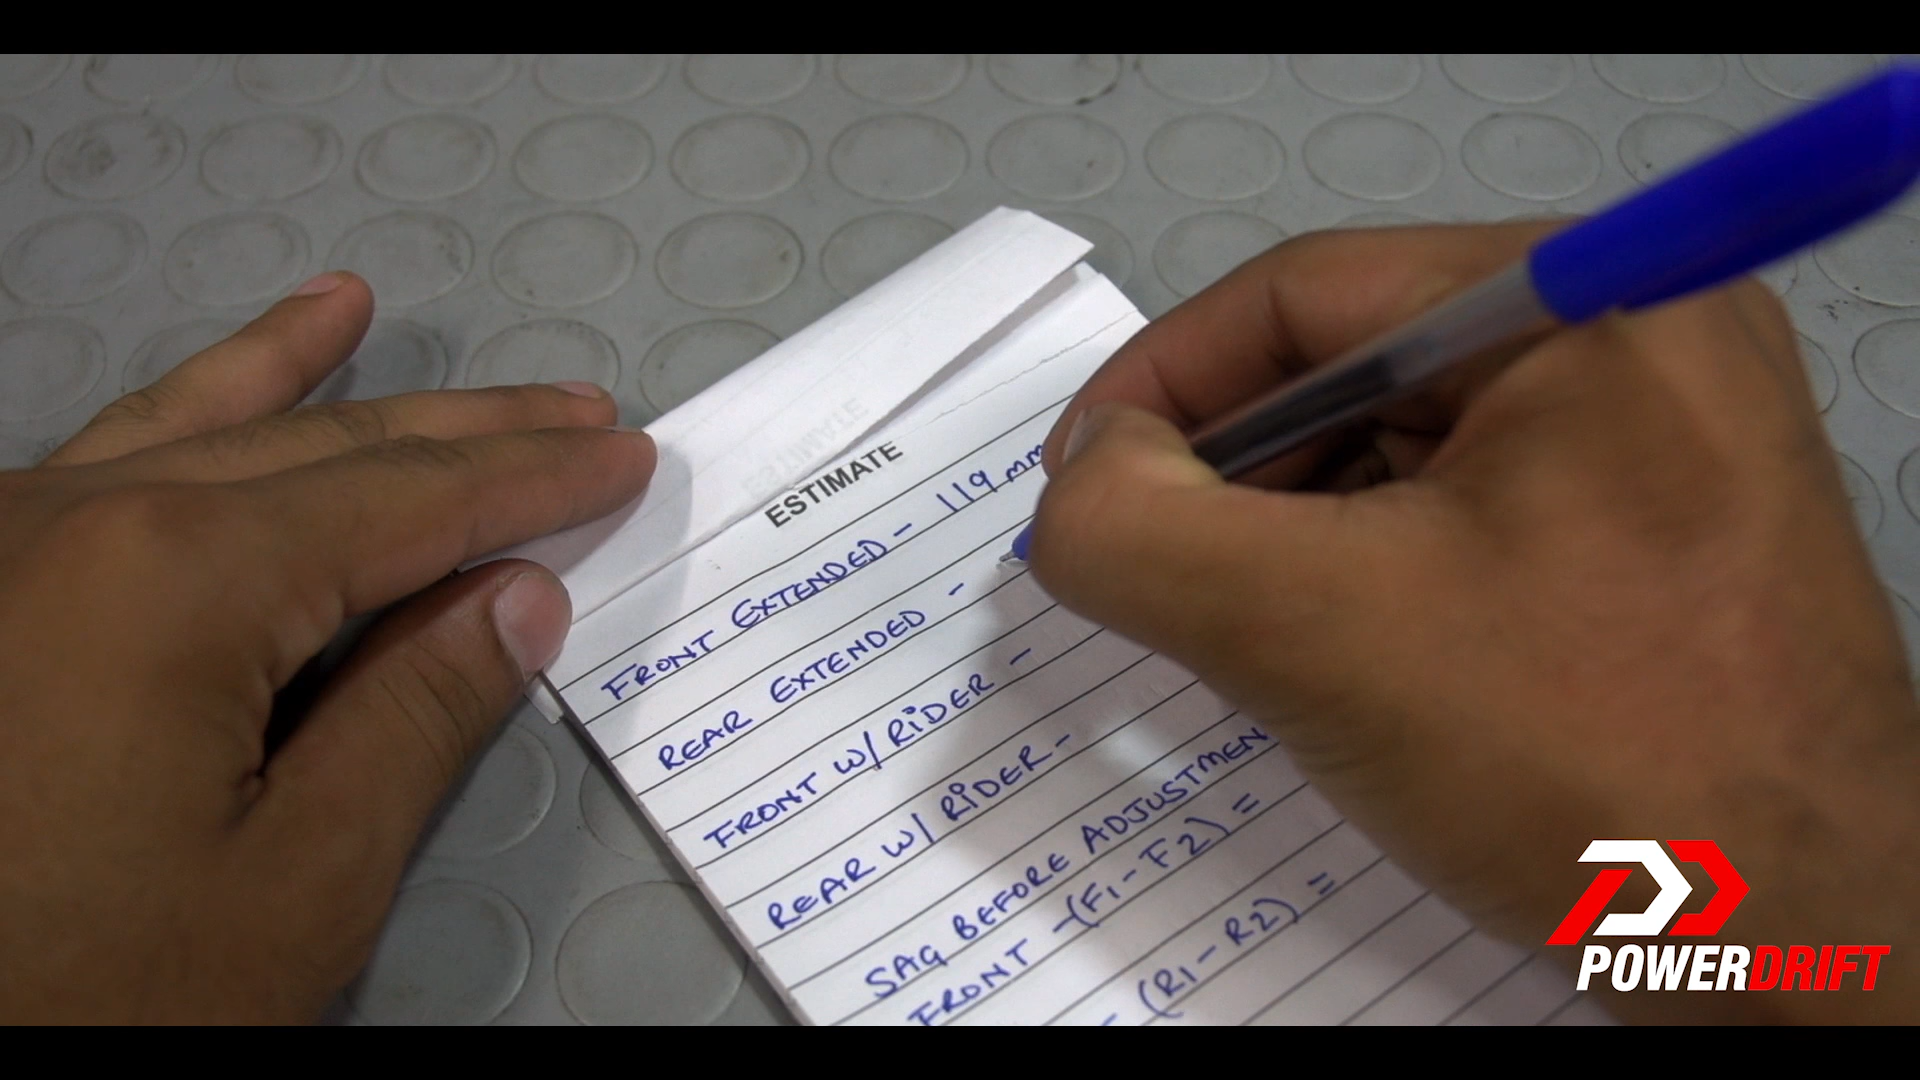 ESTIMATE
FRONT EXTENDED - 119 mm
REAR EXTENDED -
FRONT W/ RIDER -
REAR W/ RIDER -
SAG BEFORE ADJUSTMEN
FRONT - (F1 - F2) =
- (R1 - R2) =
POWERDRIFT